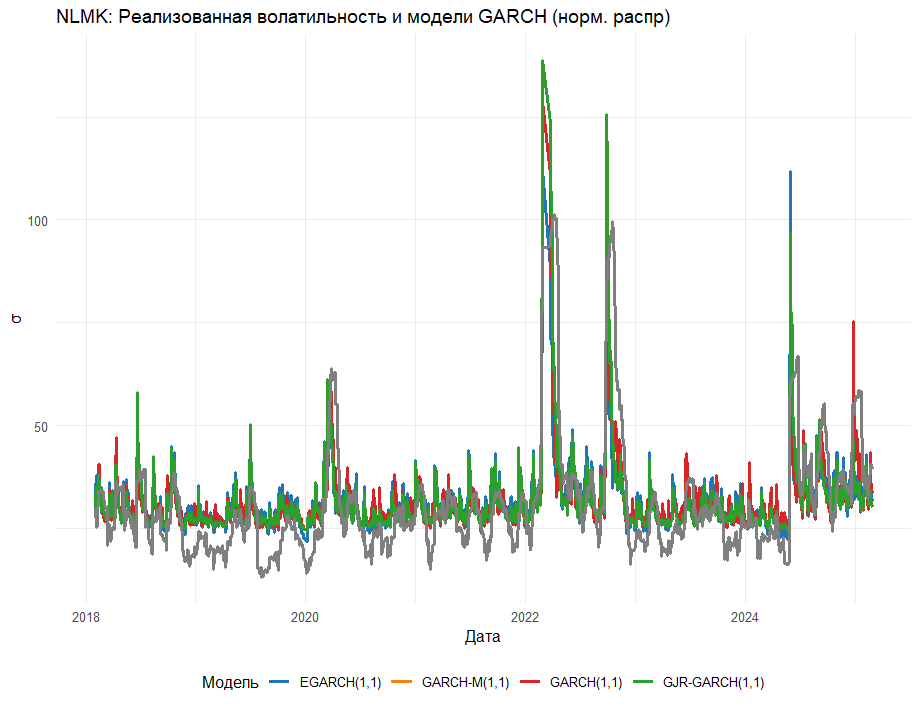 NLMK: Реализованная волатильность и модели GARCH (норм. распр)
100
σ
50
2018 2020 2022 2024
Дата
Модель EGARCH(1,1) GARCH-M(1,1) GARCH(1,1) GJR-GARCH(1,1)